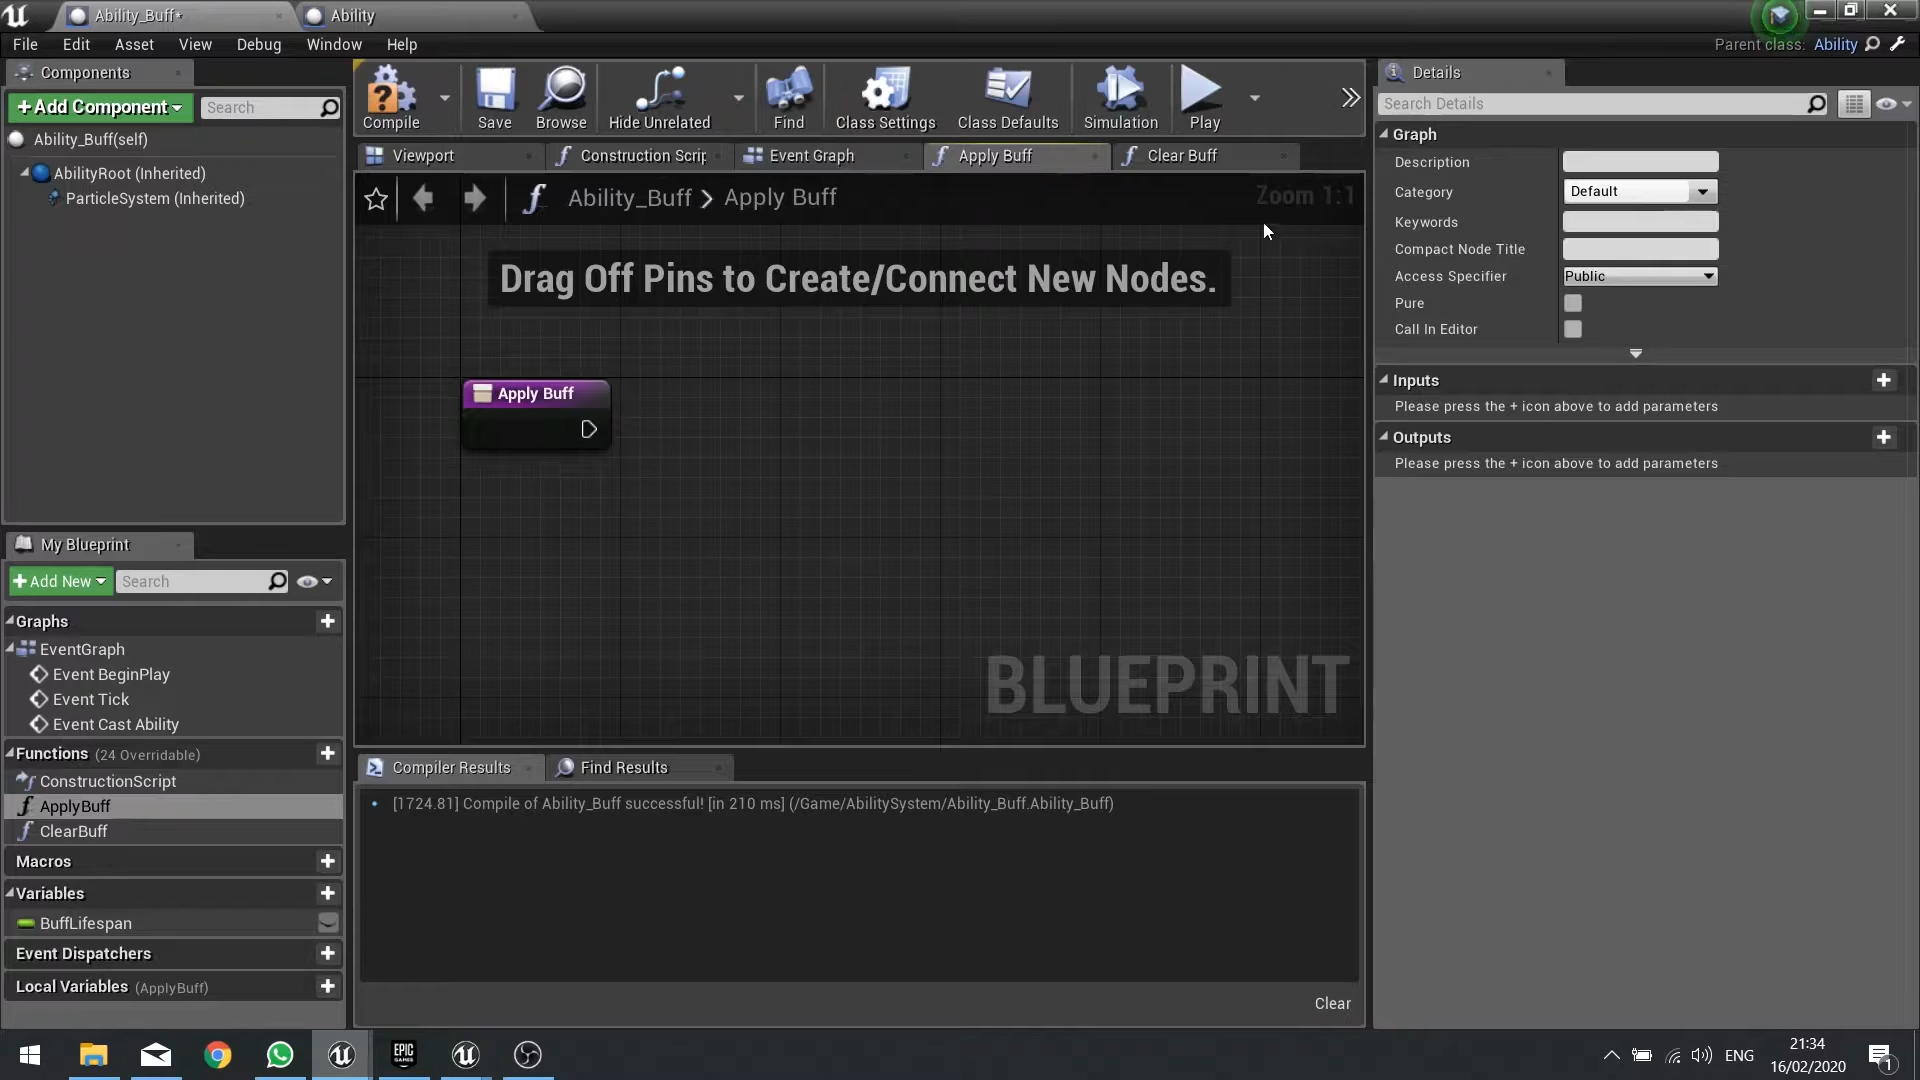 Ability_Buff*
Ability
File Edit Asset View Debug Window Help
Parent class: Ability
Components
Add Component
Search
Ability_Buff(self)
AbilityRoot (Inherited)
ParticleSystem (Inherited)
Compile
Save
Browse
Hide Unrelated
Find
Class Settings
Class Defaults
Simulation
Play
Viewport
Construction Scrip
Event Graph
Apply Buff
Clear Buff
Ability_Buff > Apply Buff
Zoom 1:1
Drag Off Pins to Create/Connect New Nodes.
Apply Buff
BLUEPRINT
My Blueprint
Add New
Search
Graphs
EventGraph
Event BeginPlay
Event Tick
Event Cast Ability
Functions (24 Overridable)
ConstructionScript
ApplyBuff
ClearBuff
Macros
Variables
BuffLifespan
Event Dispatchers
Local Variables (ApplyBuff)
Compiler Results
Find Results
[1724.81] Compile of Ability_Buff successful! [in 210 ms] (/Game/AbilitySystem/Ability_Buff.Ability_Buff)
Clear
Details
Search Details
Graph
Description
Category
Default
Keywords
Compact Node Title
Access Specifier
Public
Pure
Call In Editor
Inputs
Please press the + icon above to add parameters
Outputs
Please press the + icon above to add parameters
EPIC
GAMES
ENG
21:34
16/02/2020
1